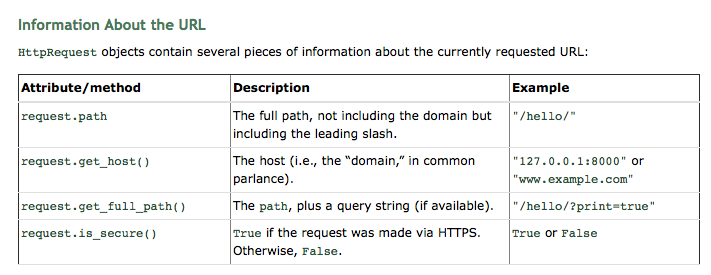 Information About the URL
HttpRequest objects contain several pieces of information about the currently requested URL:
Attribute/method Description Example
request.path The full path, not including the domain but including the leading slash. "/hello/"
request.get_host() The host (i.e., the “domain,” in common parlance). "127.0.0.1:8000" or "www.example.com"
request.get_full_path() The path, plus a query string (if available). "/hello/?print=true"
request.is_secure() True if the request was made via HTTPS. Otherwise, False. True or False